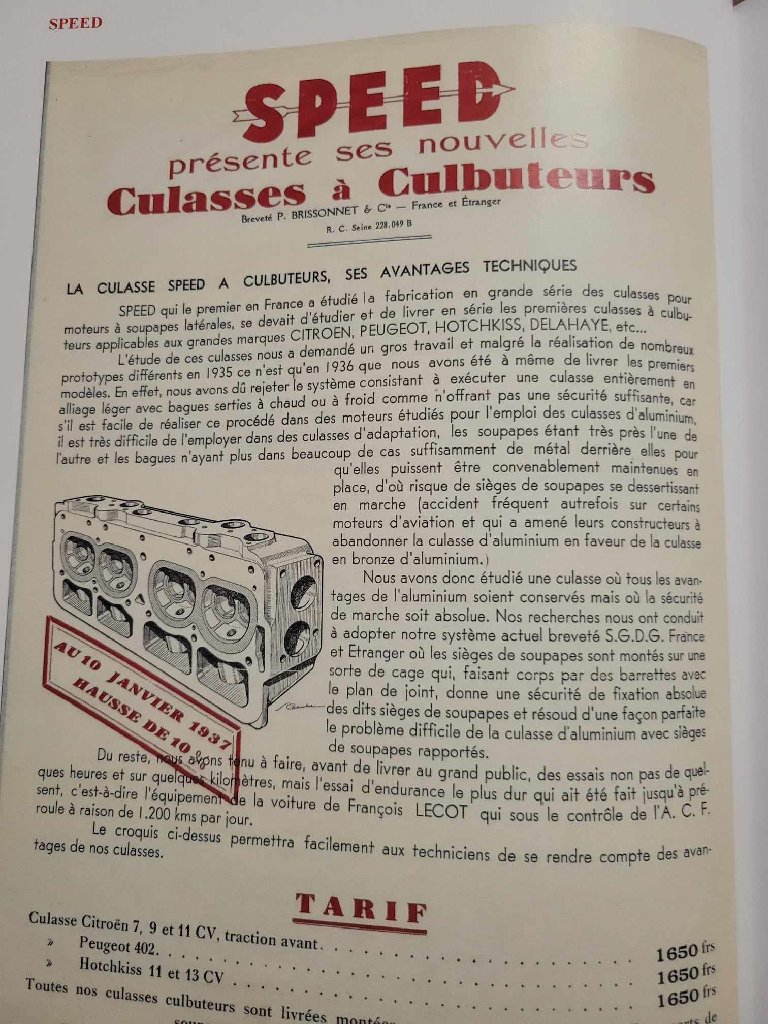 SPEED
SPEED
présente ses nouvelles
Culasses à Culbuteurs
Breveté P. BRISSONNET & Cie — France et Étranger
R. C. Seine 228.049 B
LA CULASSE SPEED A CULBUTEURS, SES AVANTAGES TECHNIQUES
SPEED qui le premier en France a étudié la fabrication en grande série des culasses pour
moteurs à soupapes latérales, se devait d'étudier et de livrer en série les premières culasses à culbu-
teurs applicables aux grandes marques CITROEN, PEUGEOT, HOTCHKISS, DELAHAYE, etc...
L'étude de ces culasses nous a demandé un gros travail et malgré la réalisation de nombreux
prototypes différents en 1935 ce n'est qu'en 1936 que nous avons été à même de livrer les premiers
modèles. En effet, nous avons dû rejeter le système consistant à exécuter une culasse entièrement en
alliage léger avec bagues serties à chaud ou à froid comme n'offrant pas une sécurité suffisante, car
s'il est facile de réaliser ce procédé dans des moteurs étudiés pour l'emploi des culasses d'aluminium,
il est très difficile de l'employer dans des culasses d'adaptation, les soupapes étant très près l'une de
l'autre et les bagues n'ayant plus dans beaucoup de cas suffisamment de métal derrière elles pour
qu'elles puissent être convenablement maintenues en
place, d'où risque de sièges de soupapes se dessertissant
en marche (accident fréquent autrefois sur certains
moteurs d'aviation et qui a amené leurs constructeurs à
abandonner la culasse d'aluminium en faveur de la culasse
en bronze d'aluminium.)
Nous avons donc étudié une culasse où tous les avan-
tages de l'aluminium soient conservés mais où la sécurité
de marche soit absolue. Nos recherches nous ont conduit
à adopter notre système actuel breveté S.G.D.G. France
et Etranger où les sièges de soupapes sont montés sur une
sorte de cage qui, faisant corps par des barrettes avec
le plan de joint, donne une sécurité de fixation absolue
des dits sièges de soupapes et résoud d'une façon parfaite
le problème difficile de la culasse d'aluminium avec sièges
de soupapes rapportés.
AU 10 JANVIER 1937
HAUSSE DE 10 %
Du reste, nous avons tenu à faire, avant de livrer au grand public, des essais non pas de quel-
ques heures et sur quelques kilomètres, mais l'essai d'endurance le plus dur qui ait été fait jusqu'à pré-
sent, c'est-à-dire l'équipement de la voiture de François LECOT qui sous le contrôle de l'A. C. F.
roule à raison de 1.200 kms par jour.
Le croquis ci-dessus permettra facilement aux techniciens de se rendre compte des avan-
tages de nos culasses.
TARIF
Culasse Citroën 7, 9 et 11 CV, traction avant. . . . . . . . . . . . . . . . 1650 frs
» Peugeot 402. . . . . . . . . . . . . . . . . . . . . . . . 1650 frs
» Hotchkiss 11 et 13 CV . . . . . . . . . . . . . . . . . . . . 1650 frs
Toutes nos culasses culbuteurs sont livrées montées
de